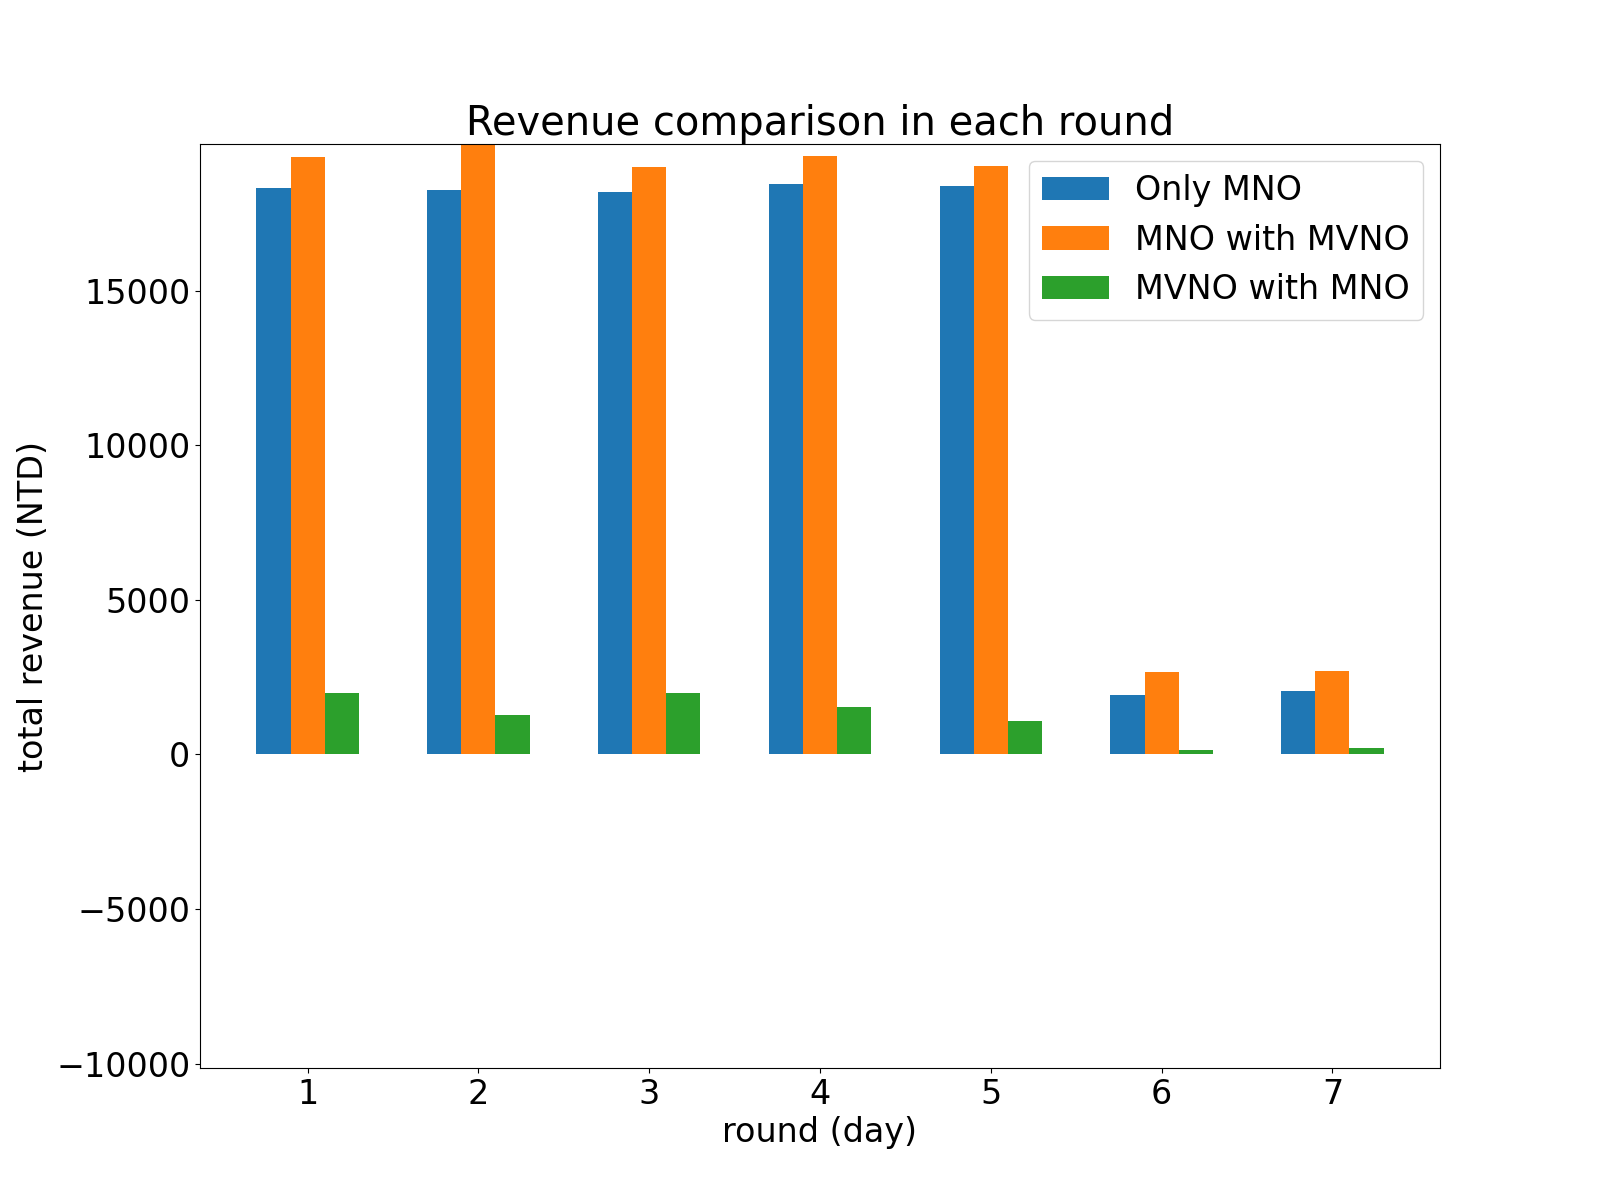 Revenue comparison in each round
Only MNO
MNO with MVNO
MVNO with MNO
total revenue (NTD)
15000
10000
5000
0
−5000
−10000
1 2 3 4 5 6 7
round (day)